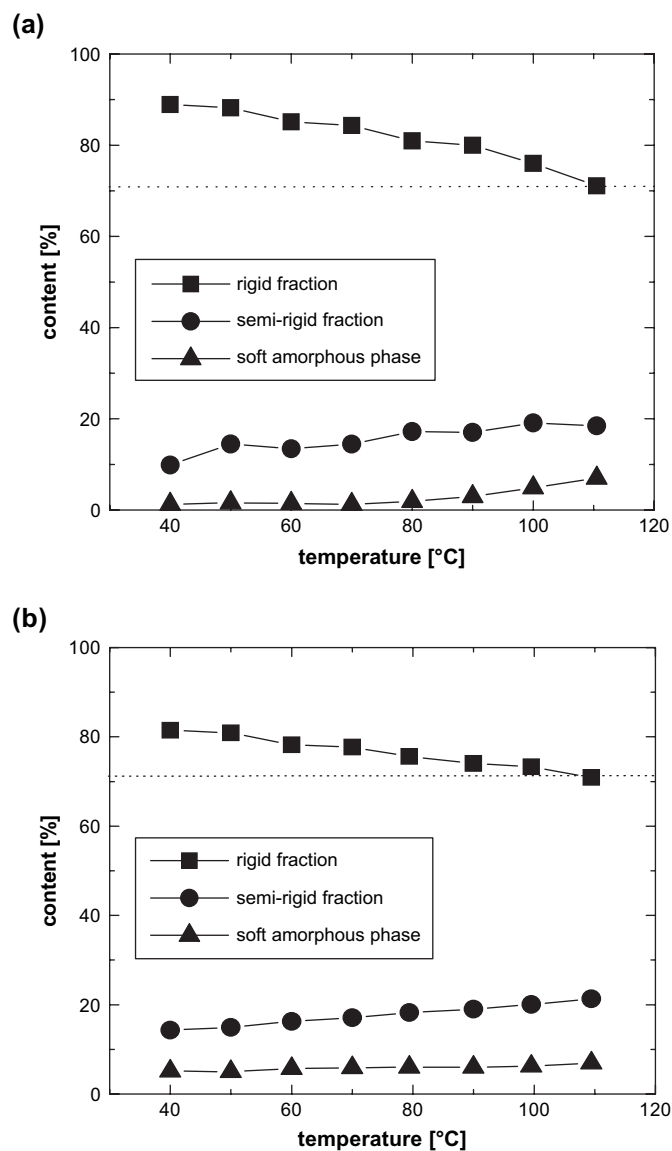 (a)
100
80
60
40
20
0
content [%]
rigid fraction
semi-rigid fraction
soft amorphous phase
40 60 80 100 120
temperature [°C]
(b)
100
80
60
40
20
0
content [%]
rigid fraction
semi-rigid fraction
soft amorphous phase
40 60 80 100 120
temperature [°C]